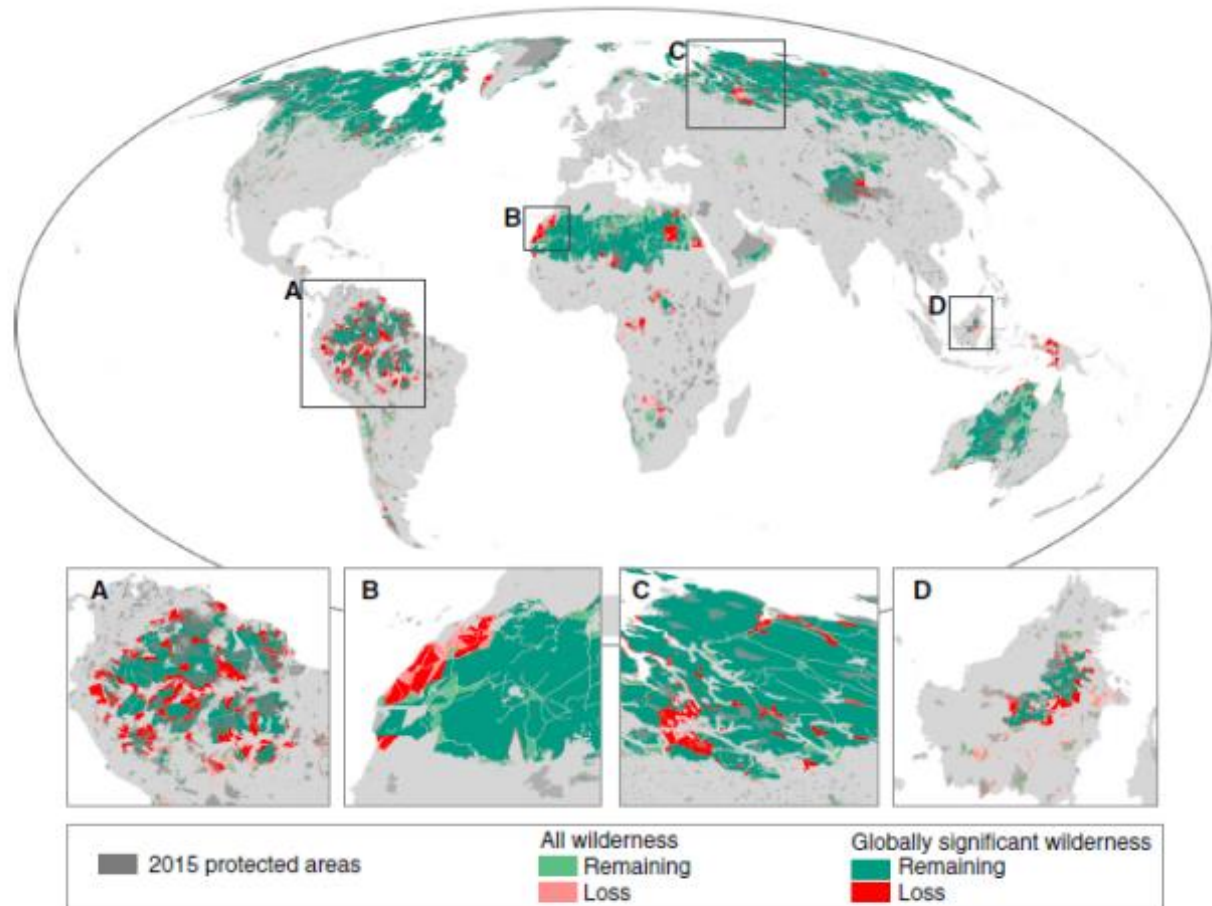 C
B
A
D
A
B
C
D
2015 protected areas
All wilderness
Remaining
Loss
Globally significant wilderness
Remaining
Loss